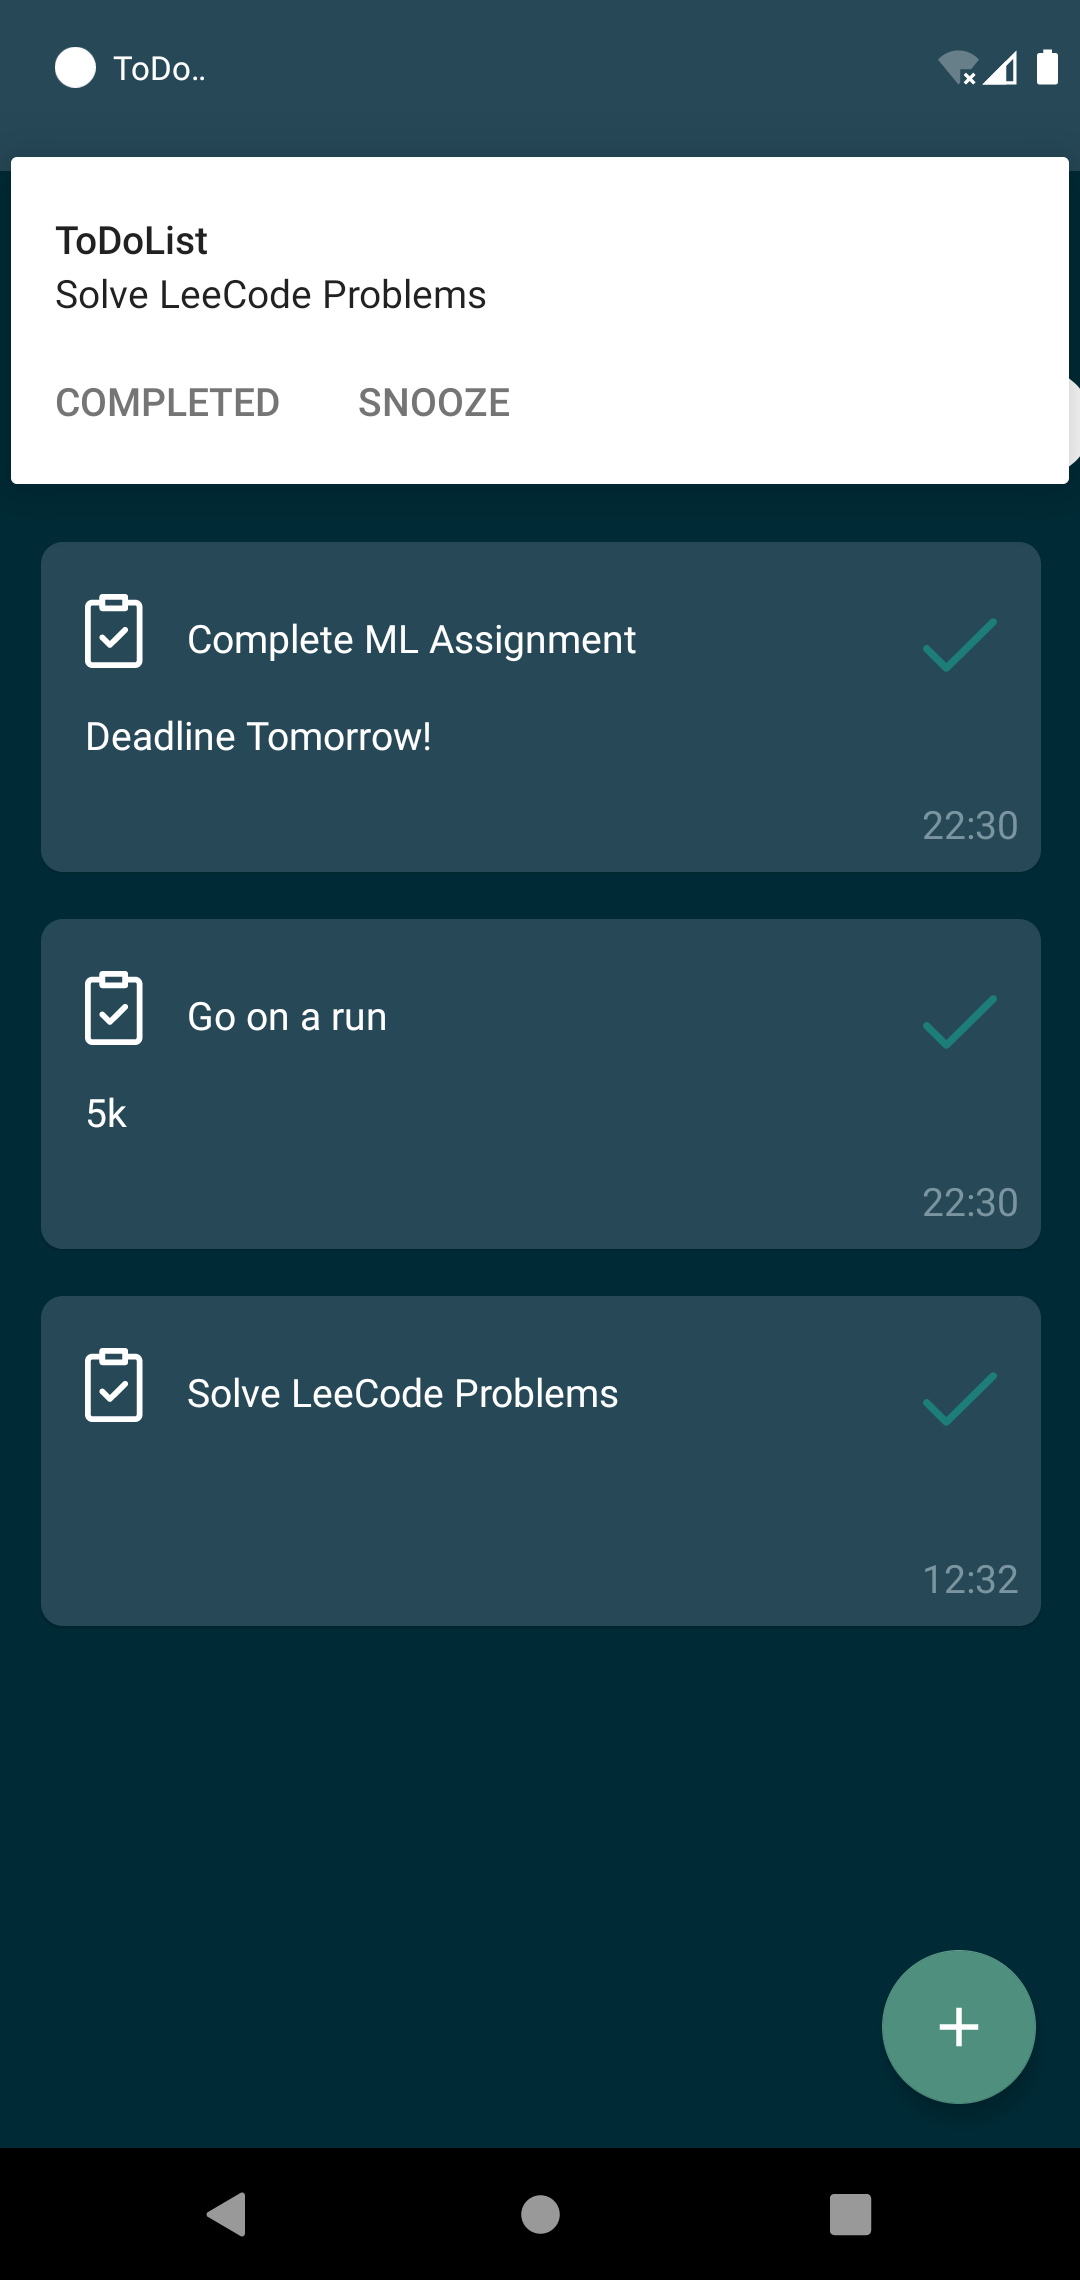 ToDo..
ToDoList
Solve LeeCode Problems
COMPLETED SNOOZE
Complete ML Assignment
Deadline Tomorrow!
22:30
Go on a run
5k
22:30
Solve LeeCode Problems
12:32